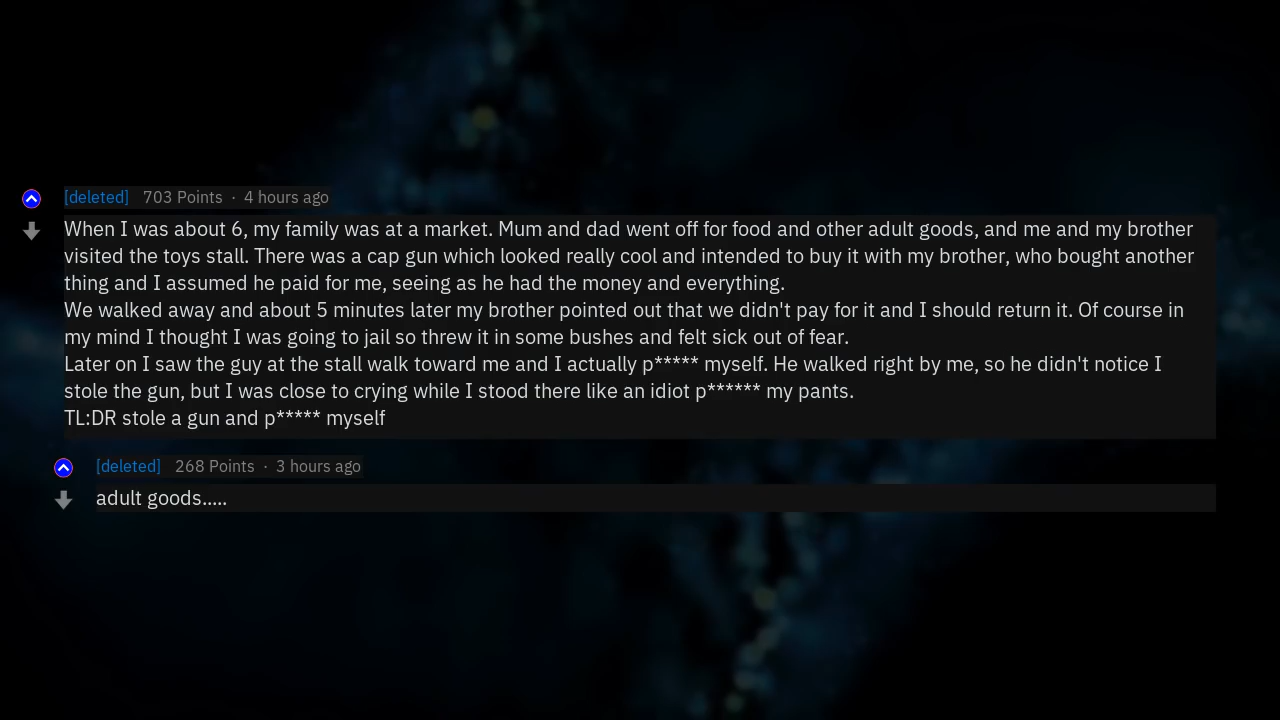 [deleted] 703 Points · 4 hours ago
When I was about 6, my family was at a market. Mum and dad went off for food and other adult goods, and me and my brother
visited the toys stall. There was a cap gun which looked really cool and intended to buy it with my brother, who bought another
thing and I assumed he paid for me, seeing as he had the money and everything.
We walked away and about 5 minutes later my brother pointed out that we didn't pay for it and I should return it. Of course in
my mind I thought I was going to jail so threw it in some bushes and felt sick out of fear.
Later on I saw the guy at the stall walk toward me and I actually p***** myself. He walked right by me, so he didn't notice I
stole the gun, but I was close to crying while I stood there like an idiot p****** my pants.
TL:DR stole a gun and p***** myself
[deleted] 268 Points · 3 hours ago
adult goods.....